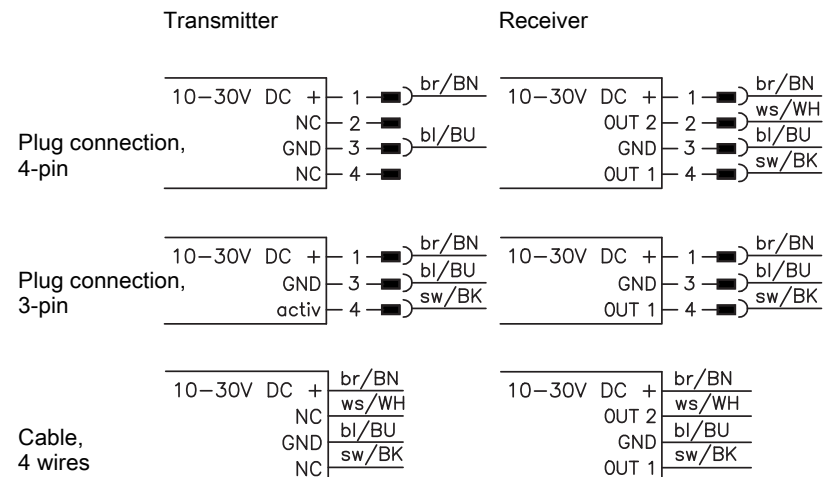 Transmitter
Receiver
Plug connection,
4-pin
10-30V DC + 1 br/BN
NC 2
GND 3 bl/BU
NC 4
10-30V DC + 1 br/BN
OUT 2 2 ws/WH
GND 3 bl/BU
OUT 1 4 sw/BK
Plug connection,
3-pin
10-30V DC + 1 br/BN
GND 3 bl/BU
activ 4 sw/BK
10-30V DC + 1 br/BN
GND 3 bl/BU
OUT 1 4 sw/BK
Cable,
4 wires
10-30V DC + br/BN
NC ws/WH
GND bl/BU
NC sw/BK
10-30V DC + br/BN
OUT 2 ws/WH
GND bl/BU
OUT 1 sw/BK